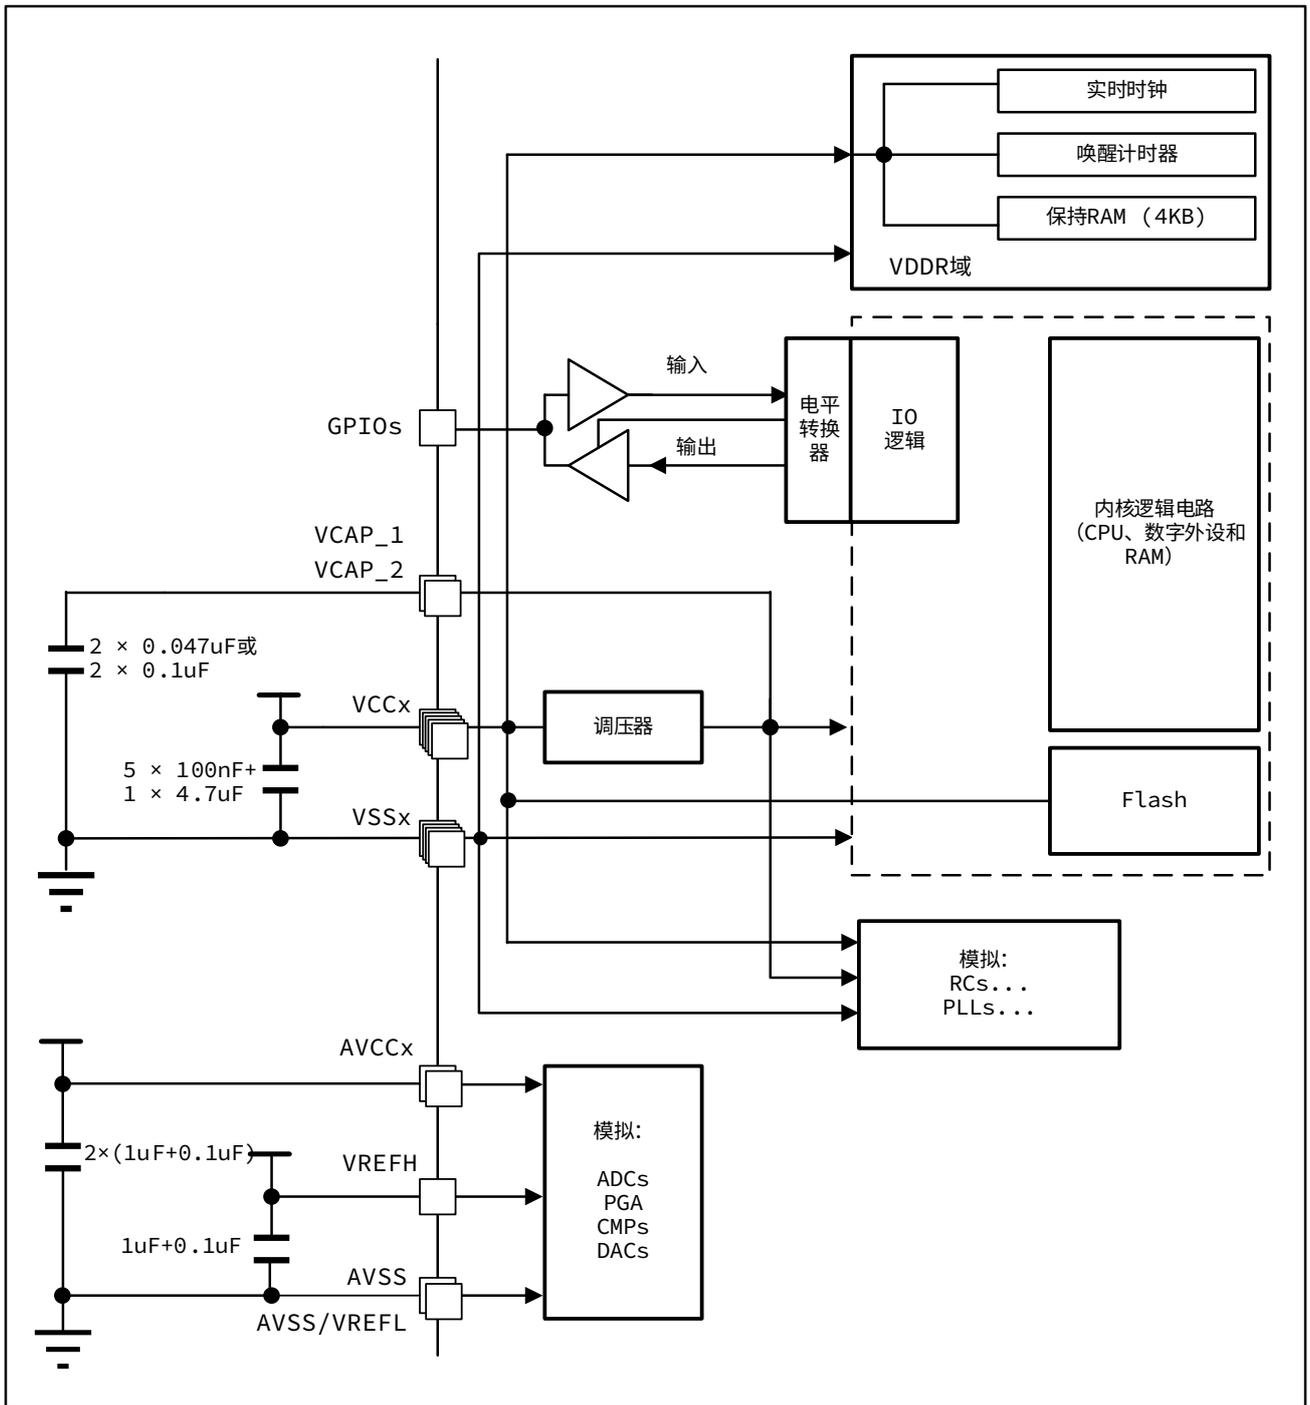 实时时钟
唤醒计时器
保持RAM (4KB)
VDDR域
输入
GPIOs
电平
转换
器
IO
逻辑
输出
内核逻辑电路
(CPU、数字外设和
RAM)
VCAP_1
VCAP_2
2 × 0.047uF或
2 × 0.1uF
VCCx
调压器
5 × 100nF+
1 × 4.7uF
VSSx
Flash
模拟:
RCs...
PLLs...
AVCCx
2×(1uF+0.1uF)
VREFH
模拟:
ADCs
PGA
CMPs
DACs
1uF+0.1uF
AVSS
AVSS/VREFL